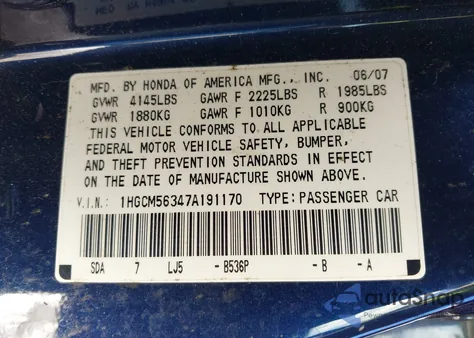 MFD. BY HONDA OF AMERICA MFG., INC. 06/07
GVWR 4145LBS GAWR F 2225LBS R 1985LBS
GVWR 1880KG GAWR F 1010KG R 900KG
THIS VEHICLE CONFORMS TO ALL APPLICABLE
FEDERAL MOTOR VEHICLE SAFETY, BUMPER,
AND THEFT PREVENTION STANDARDS IN EFFECT
ON THE DATE OF MANUFACTURE SHOWN ABOVE.
V.I.N.: 1HGCM56347A191170 TYPE: PASSENGER CAR
SDA 7 LJ5 -B536P -B -A
autoSnap